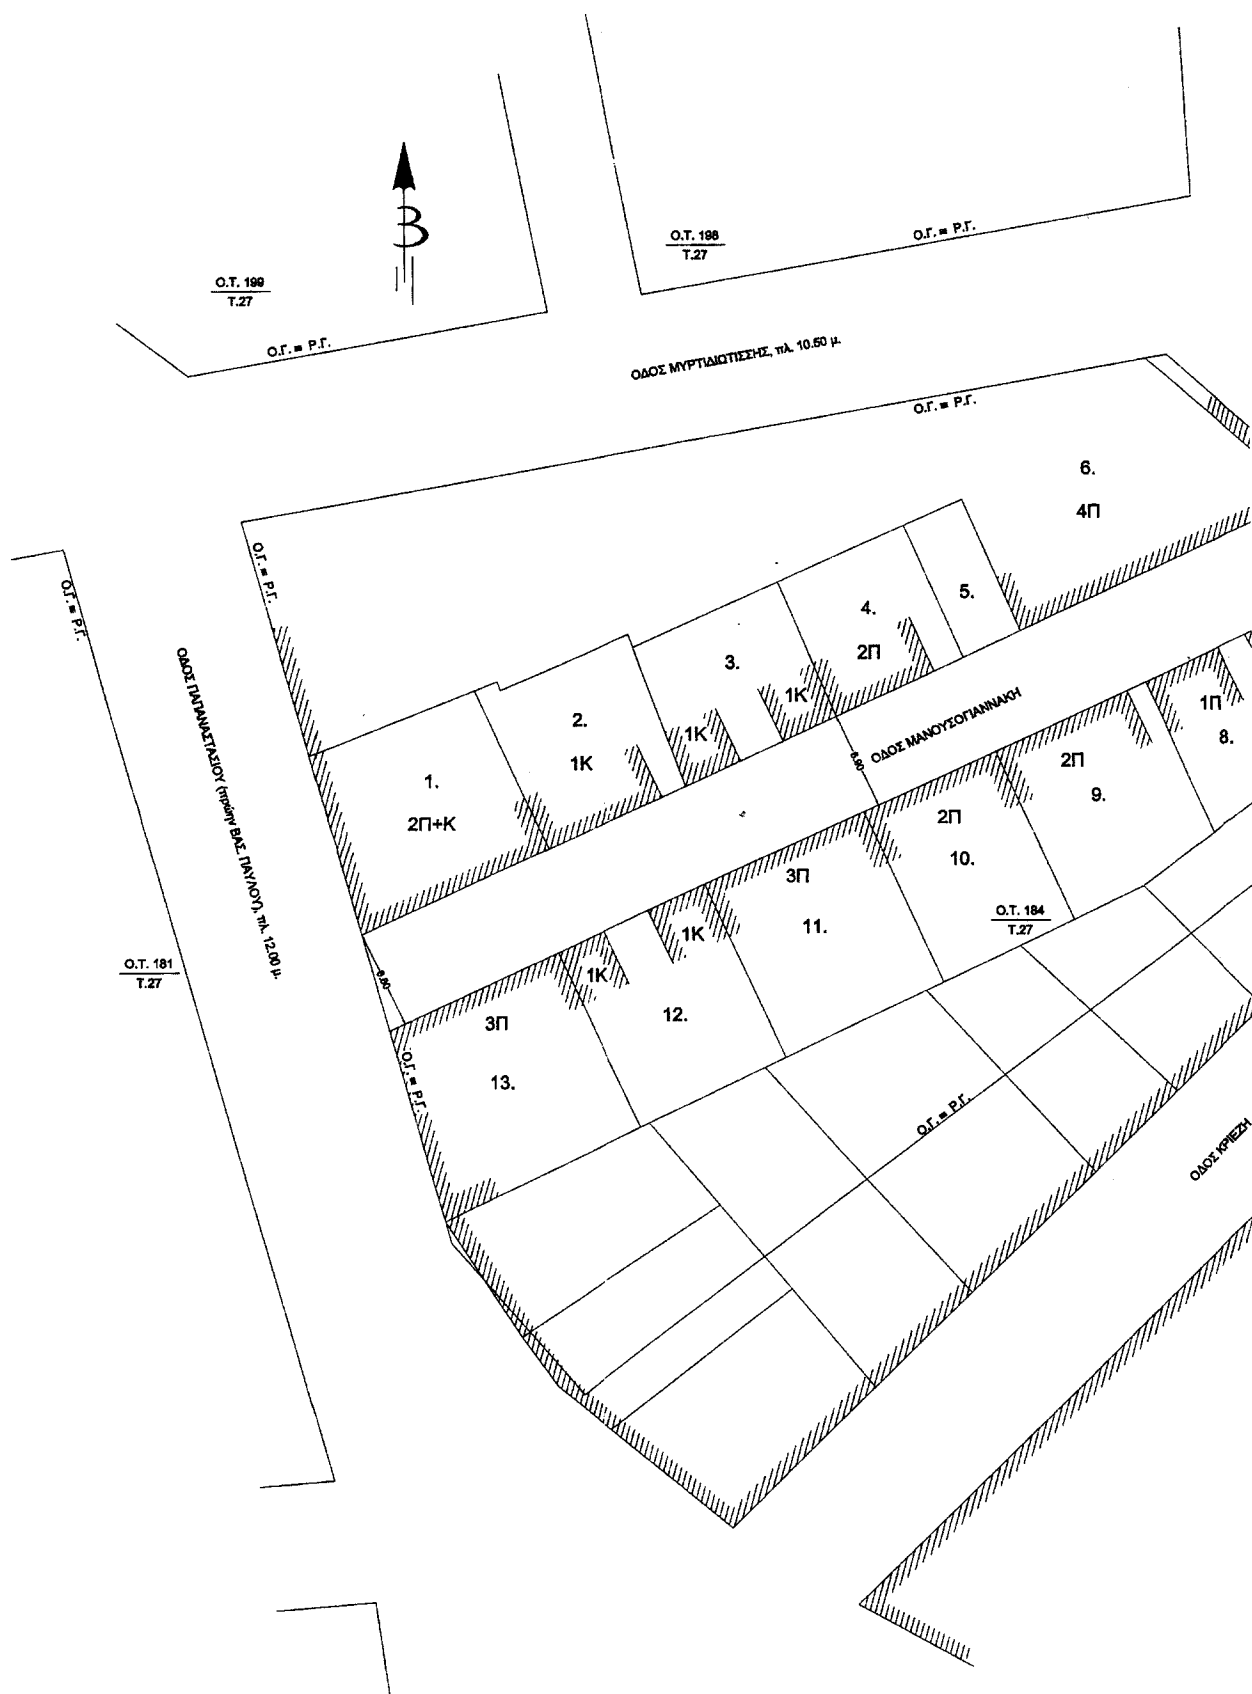 Ο.Τ. 198
Τ.27
Ο.Γ. = Ρ.Γ.
Β
Ο.Τ. 199
Τ.27
Ο.Γ. = Ρ.Γ.
ΟΔΟΣ ΜΥΡΤΙΔΙΩΤΙΣΣΗΣ, πλ. 10.50 μ.
Ο.Γ. = Ρ.Γ.
6.
4Π
Ο.Γ. = Ρ.Γ.
Ο.Γ. = Ρ.Γ.
5.
4.
2Π
3.
1Κ
1Κ
2.
1Κ
1.
2Π+Κ
ΟΔΟΣ ΠΑΠΑΝΑΣΤΑΣΙΟΥ (πρώην ΒΑΣ. ΠΑΥΛΟΥ), πλ. 12.00 μ.
ΟΔΟΣ ΜΑΝΟΥΣΟΓΙΑΝΝΑΚΗ
1Π
8.
2Π
9.
2Π
10.
3Π
11.
Ο.Τ. 184
Τ.27
1Κ
1Κ
12.
3Π
13.
Ο.Τ. 181
Τ.27
Ο.Γ. = Ρ.Γ.
Ο.Γ. = Ρ.Γ.
ΟΔΟΣ ΚΡΙΕΖΗ